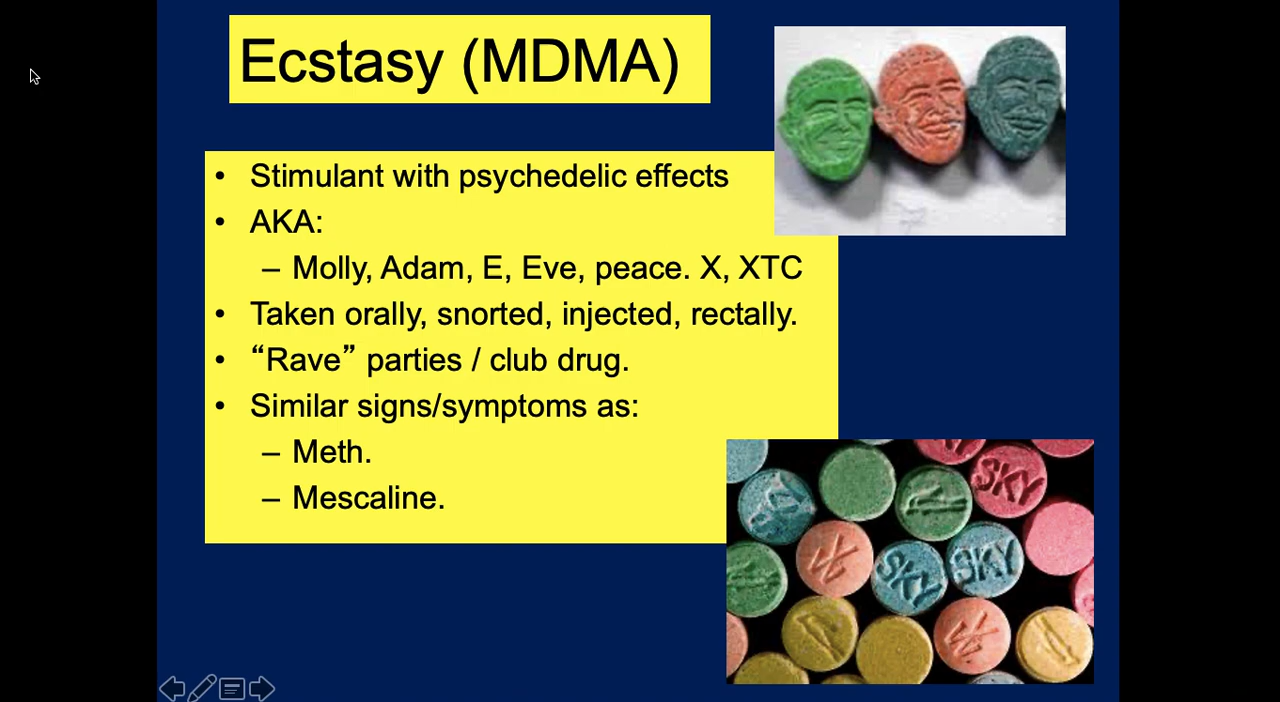 Ecstasy (MDMA)
• Stimulant with psychedelic effects
• AKA:
– Molly, Adam, E, Eve, peace. X, XTC
• Taken orally, snorted, injected, rectally.
• “Rave” parties / club drug.
• Similar signs/symptoms as:
– Meth.
– Mescaline.
SKY
SKY
SKY